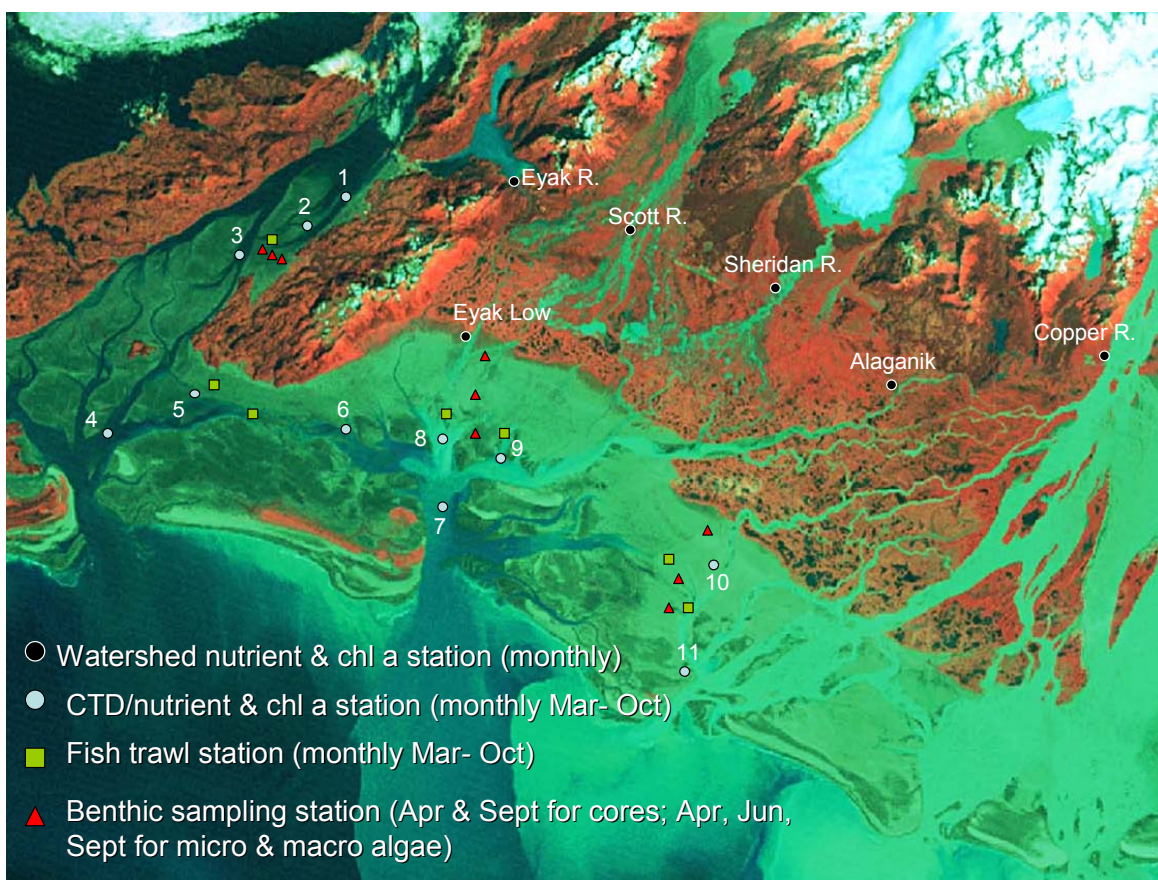 1
Eyak R.
2
Scott R.
3
Sheridan R.
Eyak Low
Copper R.
Alaganik
5
6
4
8
9
7
10
11
Watershed nutrient & chl a station (monthly)
CTD/nutrient & chl a station (monthly Mar- Oct)
Fish trawl station (monthly Mar- Oct)
Benthic sampling station (Apr & Sept for cores; Apr, Jun,
Sept for micro & macro algae)